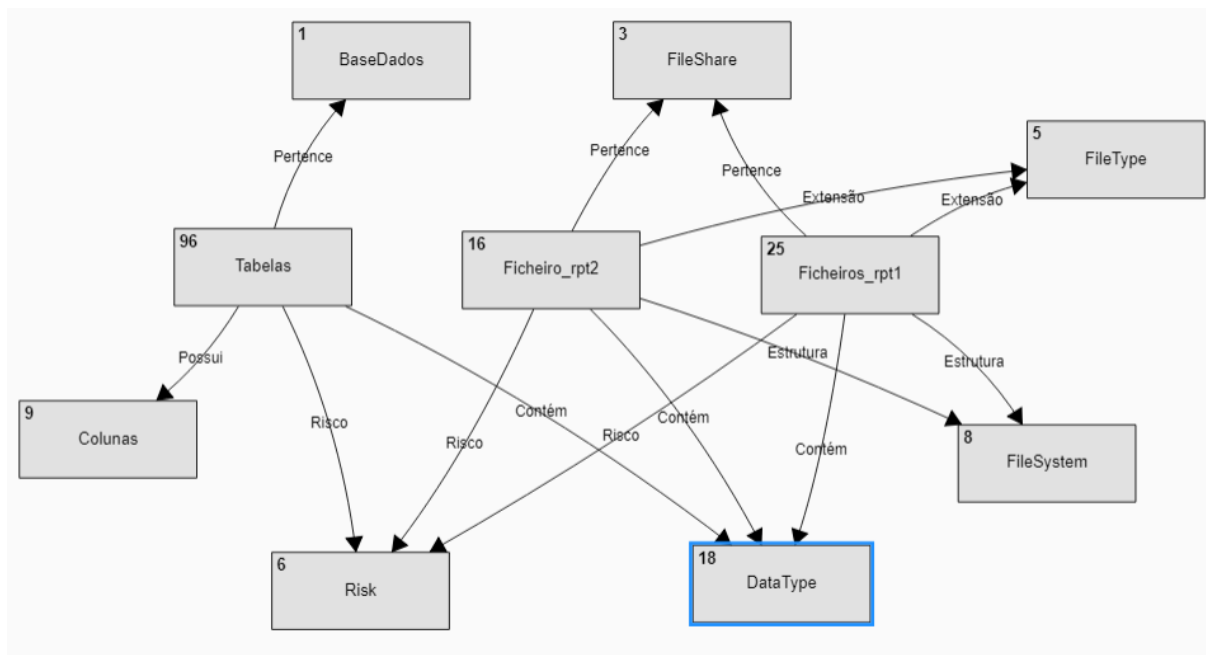 1
BaseDados
3
FileShare
5
FileType
Pertence
Pertence
Pertence
Extensão
Extensão
96
Tabelas
16
Ficheiro_rpt2
25
Ficheiros_rpt1
Possui
Estrutura
Estrutura
9
Colunas
Risco
Contém
Risco
Contém
Risco
Contém
8
FileSystem
6
Risk
18
DataType